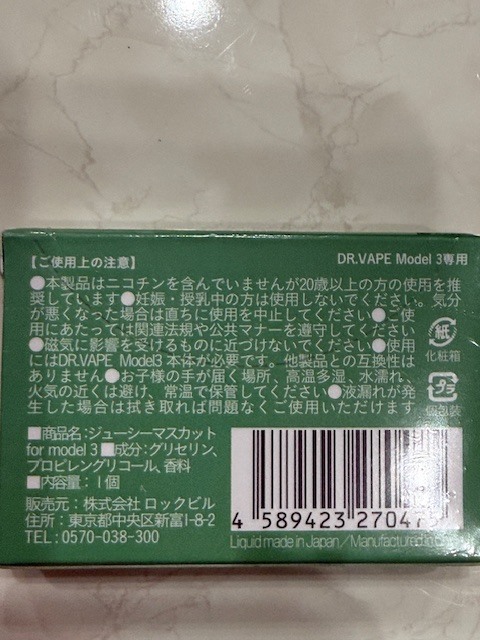 【ご使用上の注意】 DR.VAPE Model 3専用
●本製品はニコチンを含んでいませんが20歳以上の方の使用を推
奨しています●妊娠・授乳中の方は使用しないでください。気分
が悪くなった場合は直ちに使用を中止してください●ご使
用にあたっては関連法規や公共マナーを遵守してください
●磁気に影響を受けるものに近づけないでください●使用
にはDR.VAPE Model3 本体が必要です。他製品との互換性は
ありません●お子様の手が届く場所、高温多湿、水濡れ、
火気の近くは避け、常温で保管してください●液漏れが発
生した場合は拭き取れば問題なくご使用いただけます
紙
化粧箱
プラ
個包装
■商品名:ジューシーマスカット
for model 3 ■成分:グリセリン、
プロピレングリコール、香料
■内容量:1個
販売元:株式会社 ロックビル
住所:東京都中央区新富1-8-2
TEL:0570-038-300
4 589423 27047
Liquid made in Japan / Manufactured in